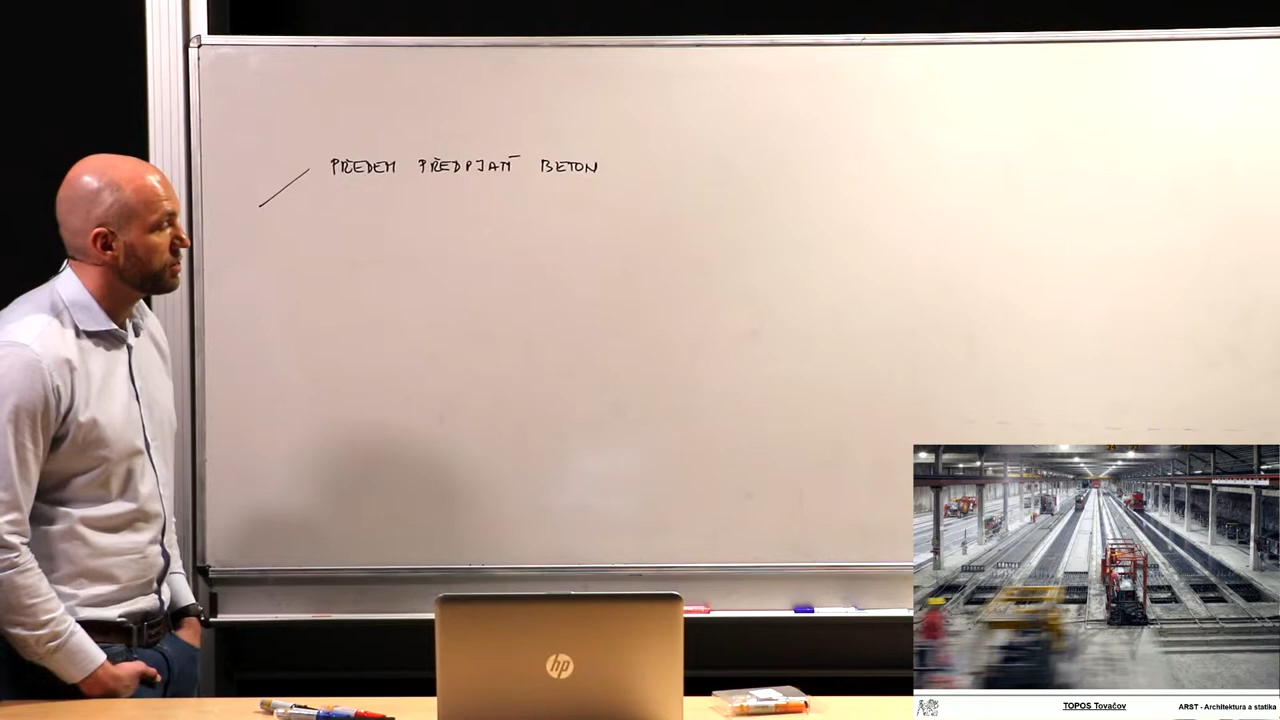 PŘEDEM PŘEDPJATÝ BETON
hp
TOPOS Tovačov
ARST - Architektura a statika